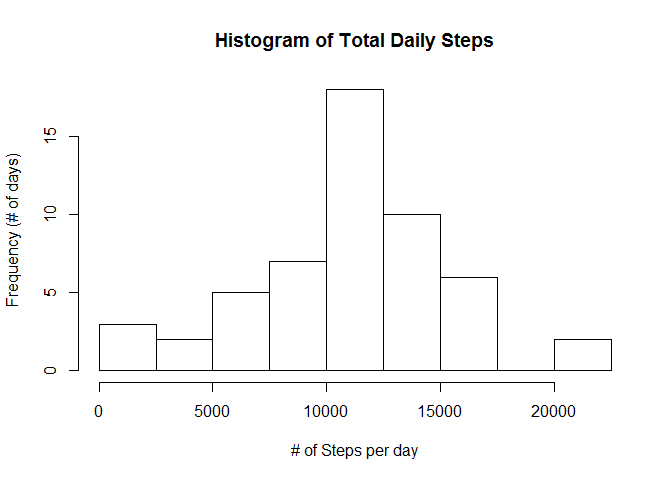 Histogram of Total Daily Steps
Frequency (# of days)
15
10
5
0
0 5000 10000 15000 20000
# of Steps per day